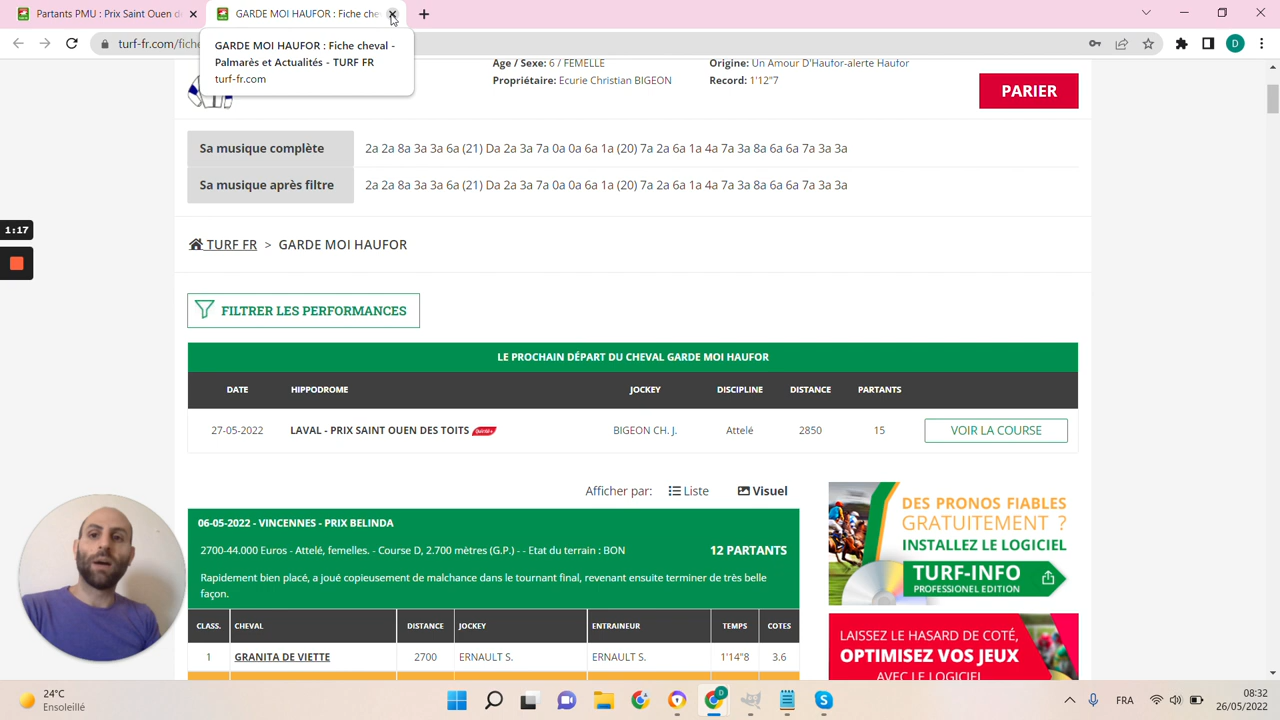 Partants PMU : Prix Saint Ouen d
GARDE MOI HAUFOR : Fiche che
turf-fr.com/fiche
GARDE MOI HAUFOR : Fiche cheval -
Palmarès et Actualités - TURF FR
turf-fr.com
D
Age / Sexe: 6 / FEMELLE
Origine: Un Amour D'Haufor-alerte Haufor
Propriétaire: Ecurie Christian BIGEON
Record: 1'12"7
PARIER
Sa musique complète
2a 2a 8a 3a 3a 6a (21) Da 2a 3a 7a 0a 0a 6a 1a (20) 7a 2a 6a 1a 4a 7a 3a 8a 6a 6a 7a 3a 3a
Sa musique après filtre
2a 2a 8a 3a 3a 6a (21) Da 2a 3a 7a 0a 0a 6a 1a (20) 7a 2a 6a 1a 4a 7a 3a 8a 6a 6a 7a 3a 3a
1:17
TURF FR > GARDE MOI HAUFOR
FILTRER LES PERFORMANCES
LE PROCHAIN DÉPART DU CHEVAL GARDE MOI HAUFOR
DATE HIPPODROME JOCKEY DISCIPLINE DISTANCE PARTANTS
27-05-2022 LAVAL - PRIX SAINT OUEN DES TOITS BIGEON CH. J. Attelé 2850 15 VOIR LA COURSE
Afficher par: Liste Visuel
06-05-2022 - VINCENNES - PRIX BELINDA
2700-44.000 Euros - Attelé, femelles. - Course D, 2.700 mètres (G.P.) - - Etat du terrain : BON
12 PARTANTS
Rapidement bien placé, a joué copieusement de malchance dans le tournant final, revenant ensuite terminer de très belle
façon.
CLASS. CHEVAL DISTANCE JOCKEY ENTRAINEUR TEMPS COTES
1 GRANITA DE VIETTE 2700 ERNAULT S. ERNAULT S. 1'14"8 3.6
DES PRONOS FIABLES
GRATUITEMENT ?
INSTALLEZ LE LOGICIEL
TURF-INFO
PROFESSIONEL EDITION
LAISSEZ LE HASARD DE COTÉ,
OPTIMISEZ VOS JEUX
AVEC LE LOGICIEL
24°C
Ensoleillé
D
FRA
08:32
26/05/2022